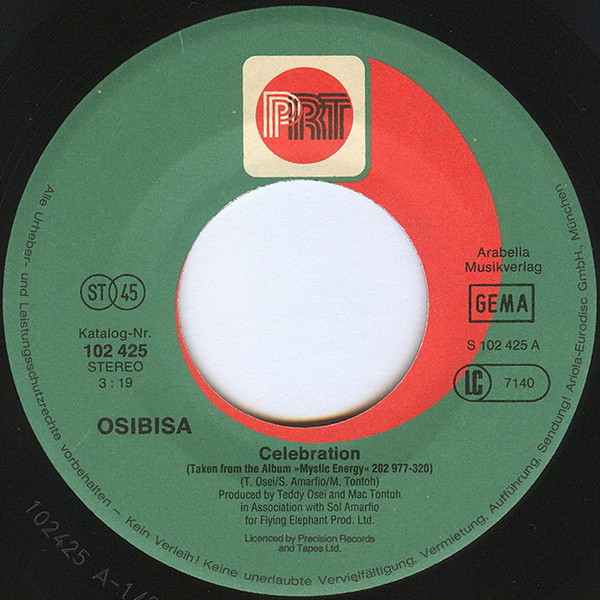 PRT
ST 45
Katalog-Nr.
102 425
STEREO
3 : 19
Arabella
Musikverlag
GEMA
S 102 425 A
LC 7140
OSIBISA
Celebration
(Taken from the Album »Mystic Energy« 202 977-320)
(T. Osei/S. Amarfio/M. Tontoh)
Produced by Teddy Osei and Mac Tontoh
in Association with Sol Amarfio
for Flying Elephant Prod. Ltd.
Licenced by Precision Records
and Tapes Ltd.
Alle Urheber- und Leistungsschutzrechte vorbehalten – Kein Verleih! Keine unerlaubte Vervielfältigung, Vermietung, Aufführung, Sendung! Ariola-Eurodisc GmbH., München
102425 A-1/